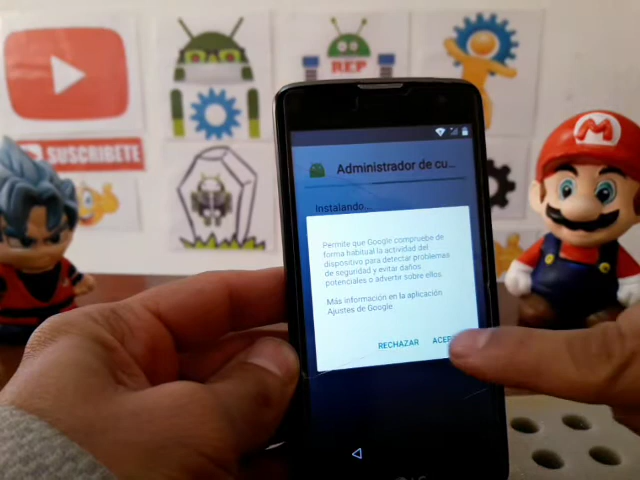 SUSCRIBETE
REP
M
Administrador de cu...
Instalando...
Permite que Google compruebe de
forma habitual la actividad del
dispositivo para detectar problemas
de seguridad y evitar daños
potenciales o advertir sobre ellos.
Más información en la aplicación
Ajustes de Google
RECHAZAR ACEP